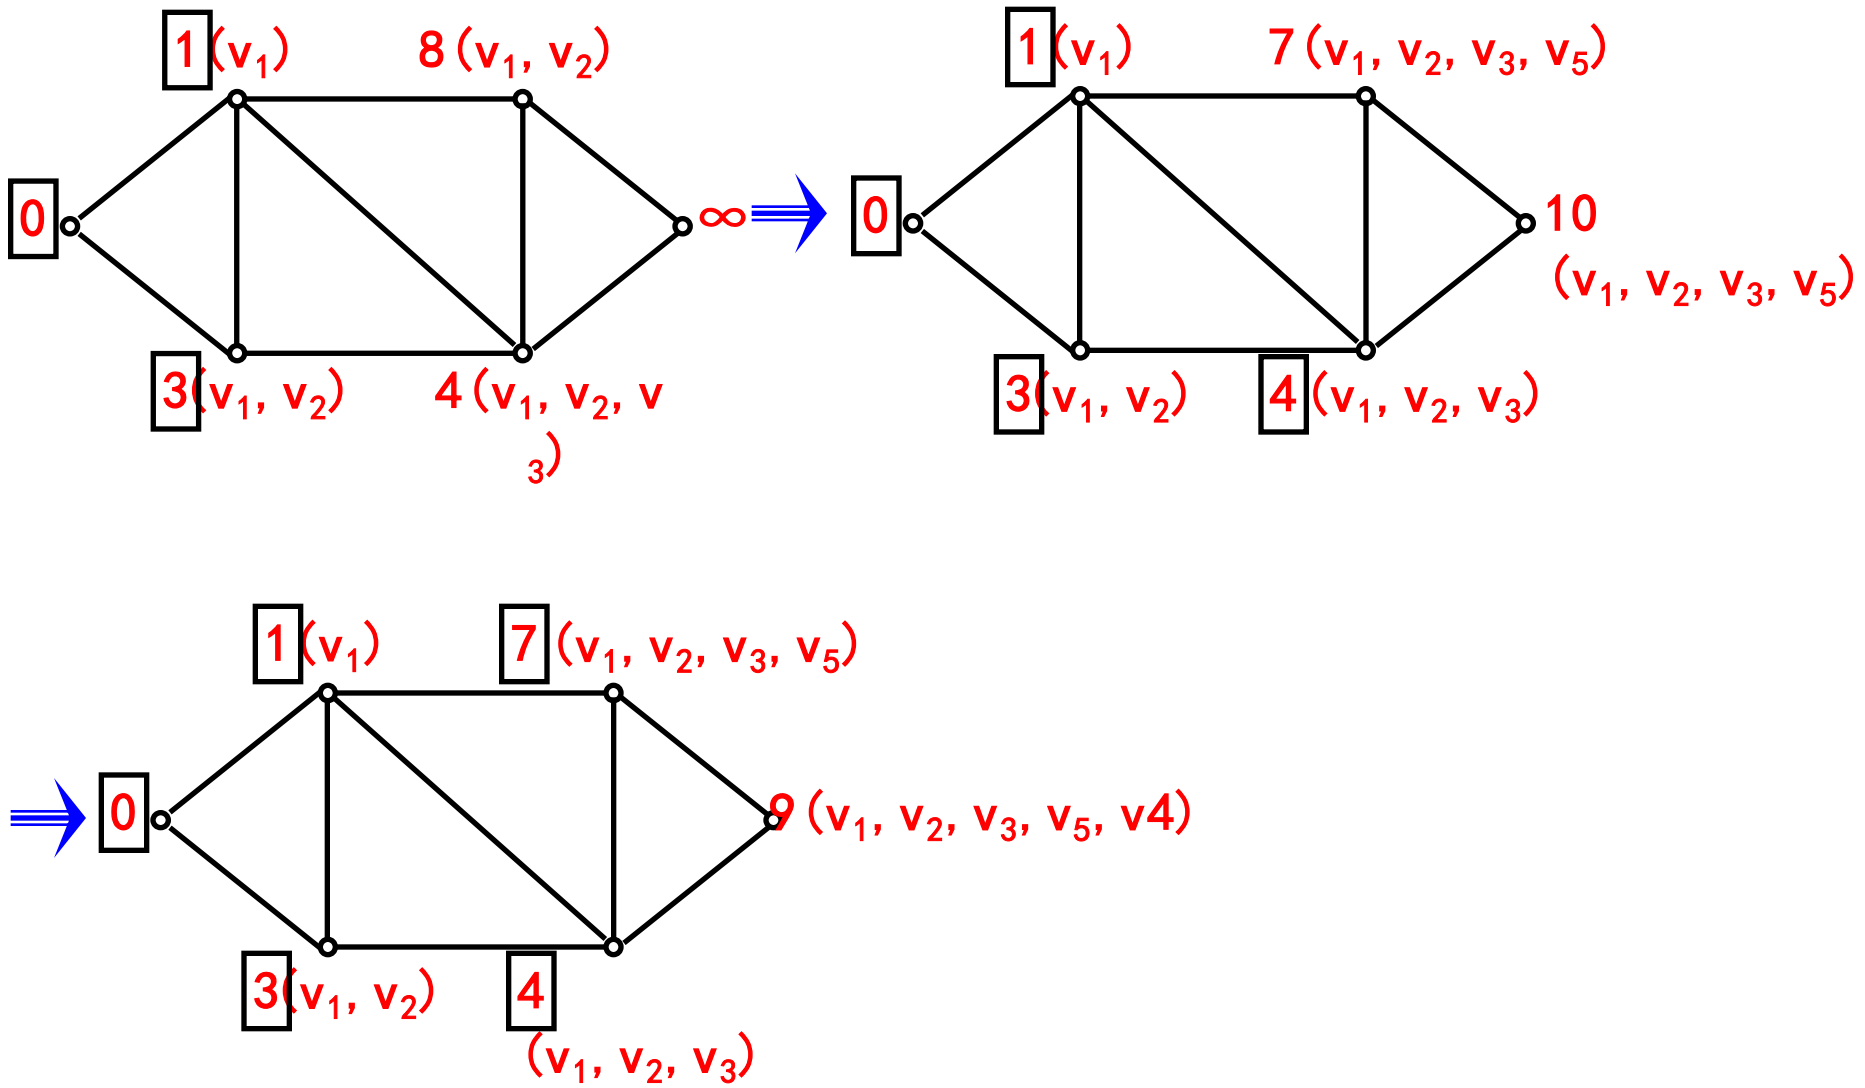 1 (v₁) 8 (v₁, v₂) 1 (v₁) 7 (v₁, v₂, v₃, v₅)
0 ∞ 0 10
(v₁, v₂, v₃, v₅)
3 (v₁, v₂) 4 (v₁, v₂, v 3 (v₁, v₂) 4 (v₁, v₂, v₃)
₃)
1 (v₁) 7 (v₁, v₂, v₃, v₅)
0 9 (v₁, v₂, v₃, v₅, v4)
3 (v₁, v₂) 4
(v₁, v₂, v₃)